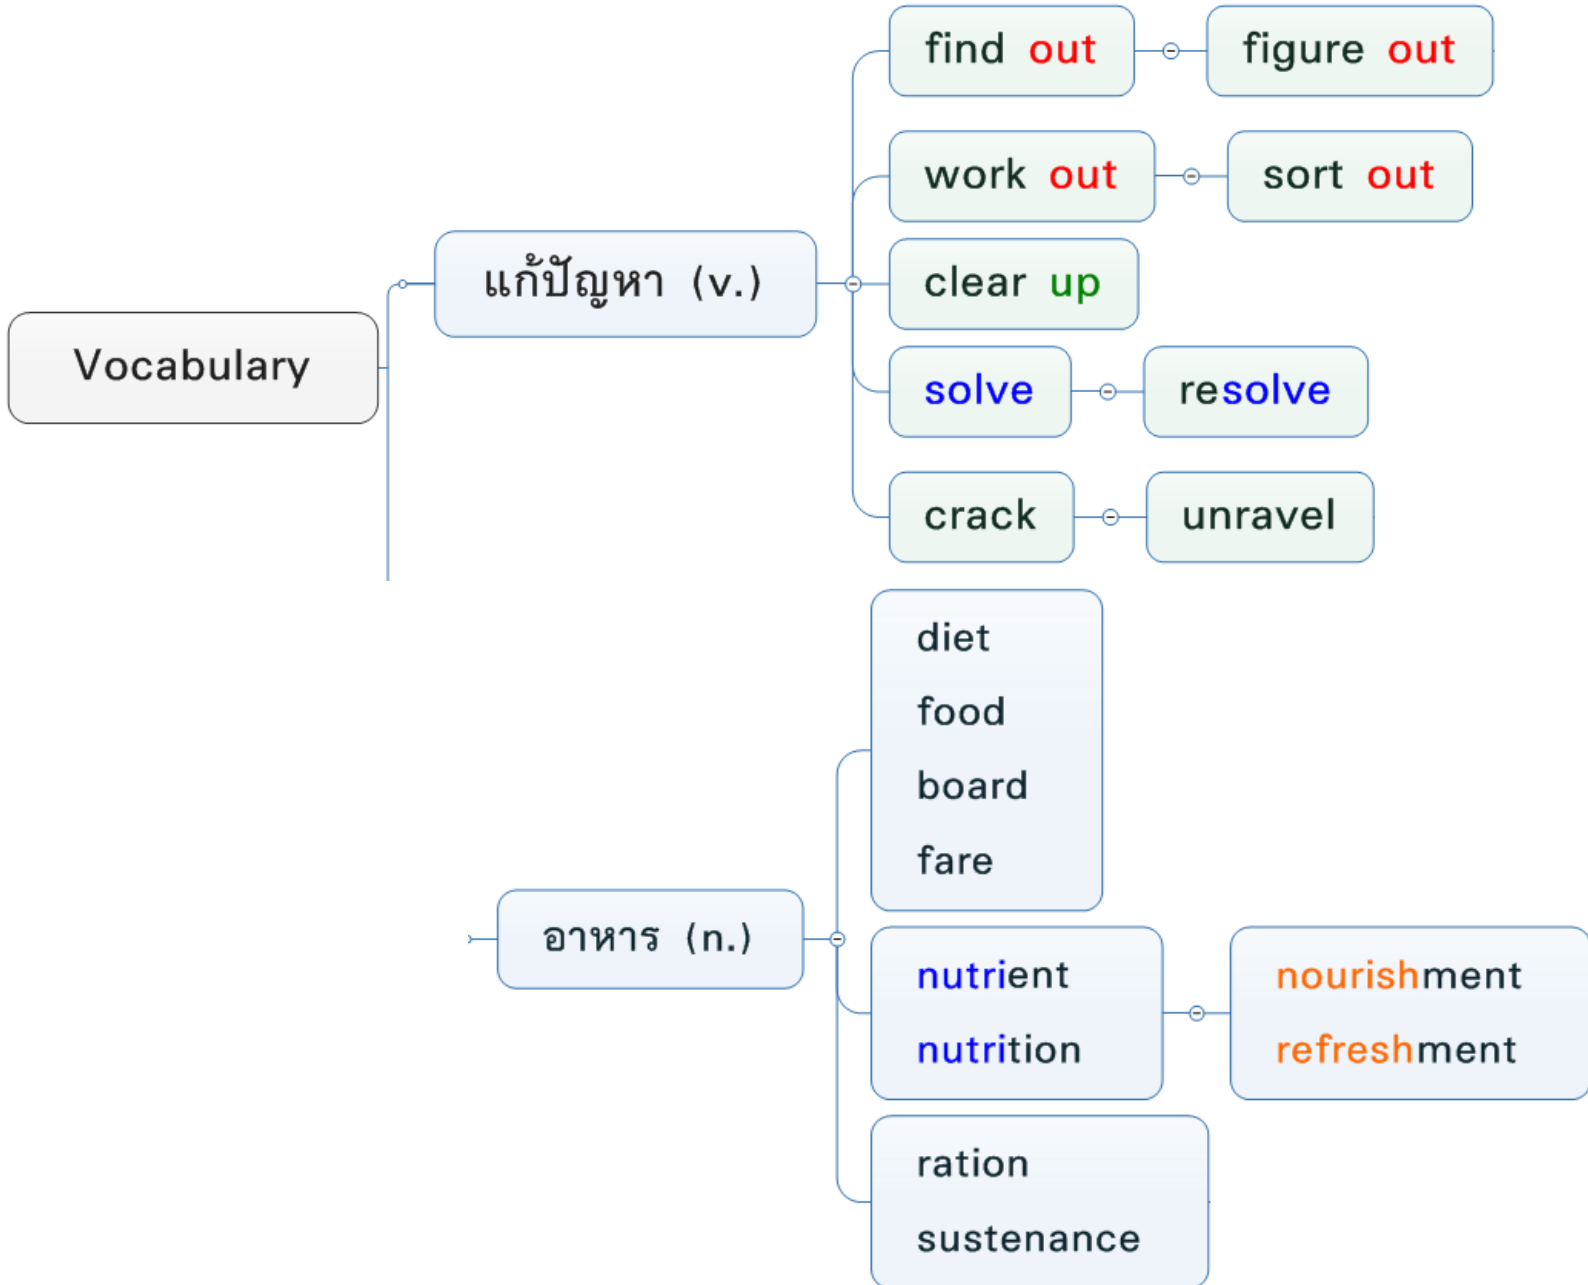 Vocabulary
แก้ปัญหา (v.)
find out
figure out
work out
sort out
clear up
solve
resolve
crack
unravel
อาหาร (n.)
diet
food
board
fare
nutrient
nutrition
nourishment
refreshment
ration
sustenance